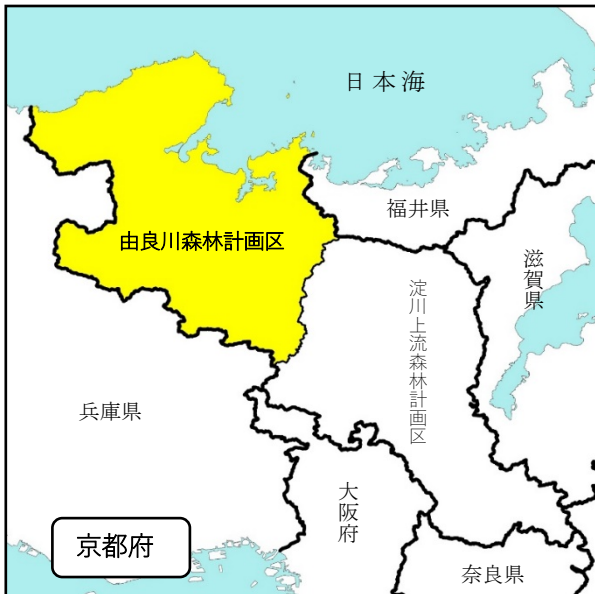 日本海
福井県
滋賀県
由良川森林計画区
淀川上流森林計画区
兵庫県
大阪府
京都府
奈良県